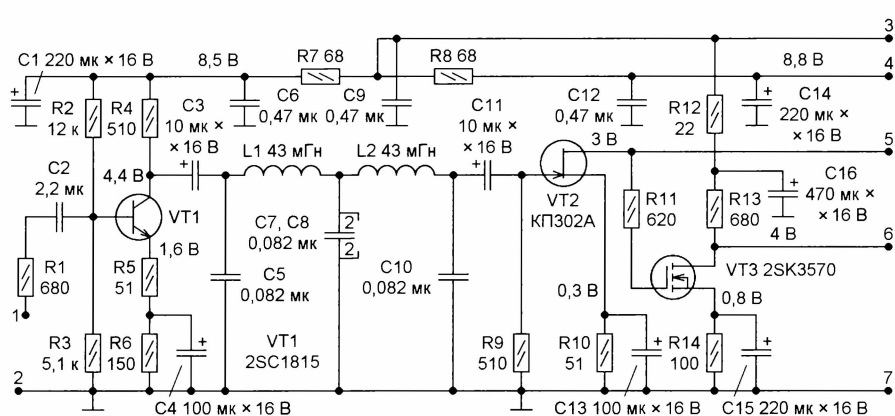 C1 220 мк × 16 В
8,5 В
R7 68
R8 68
8,8 В
3
4
R2
12 к
R4
510
C3
10 мк ×
× 16 В
C6
0,47 мк
C9
0,47 мк
C11
10 мк ×
× 16 В
C12
0,47 мк
R12
22
C14
220 мк ×
× 16 В
3 В
5
C2
2,2 мк
4,4 В
L1 43 мГн
L2 43 мГн
VT1
VT2
КП302А
R11
620
R13
680
C16
470 мк ×
× 16 В
4 В
6
R1
680
1,6 В
R5
51
C7, C8
0,082 мк
2
2
C5
0,082 мк
C10
0,082 мк
VT3 2SK3570
0,3 В
0,8 В
1
R3
5,1 к
R6
150
VT1
2SC1815
R9
510
R10
51
R14
100
2
7
C4 100 мк × 16 В
C13 100 мк × 16 В
C15 220 мк × 16 В